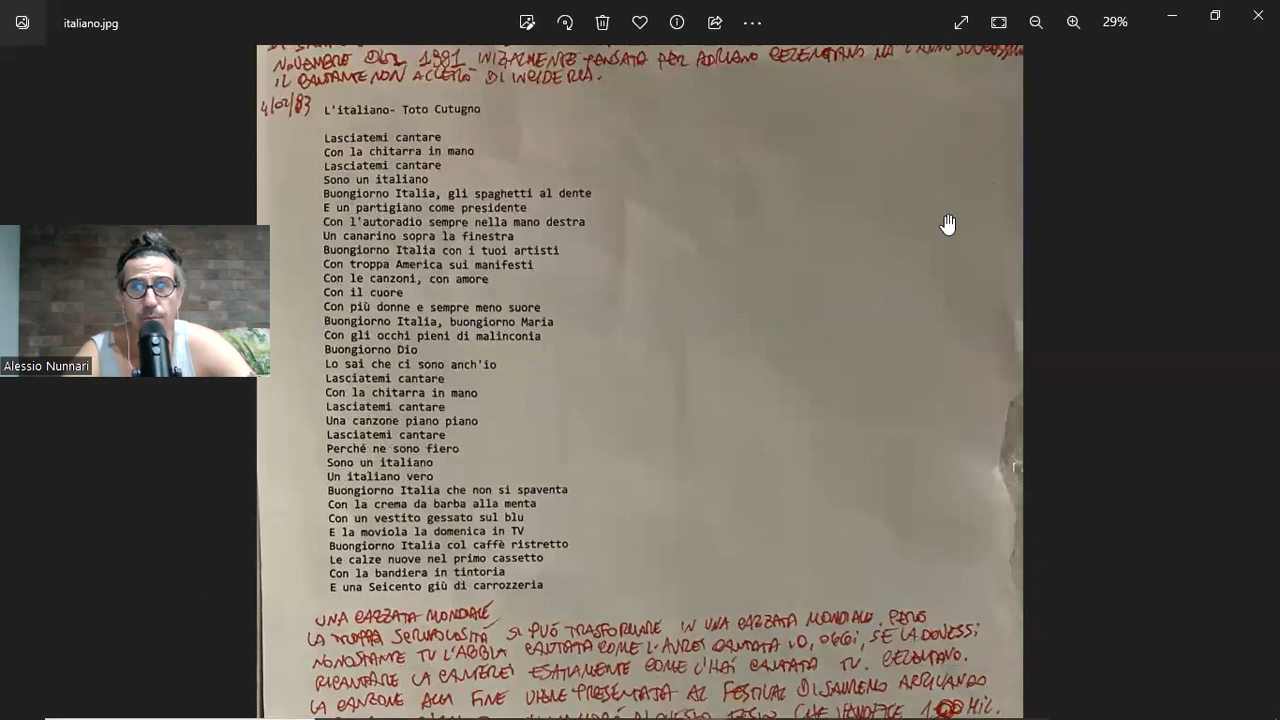 italiano.jpg
29%
NOVEMBRE DEL 1981 INIZIALMENTE PENSATA PER ADRIANO CELENTANO MA L'ANNO
IL CANTANTE NON ACCETTÒ DI INCIDERLA.
4/02/83
L'italiano- Toto Cutugno
Lasciatemi cantare
Con la chitarra in mano
Lasciatemi cantare
Sono un italiano
Buongiorno Italia, gli spaghetti al dente
E un partigiano come presidente
Con l'autoradio sempre nella mano destra
Un canarino sopra la finestra
Buongiorno Italia con i tuoi artisti
Con troppa America sui manifesti
Con le canzoni, con amore
Con il cuore
Con più donne e sempre meno suore
Buongiorno Italia, buongiorno Maria
Con gli occhi pieni di malinconia
Buongiorno Dio
Lo sai che ci sono anch'io
Lasciatemi cantare
Con la chitarra in mano
Lasciatemi cantare
Una canzone piano piano
Lasciatemi cantare
Perché ne sono fiero
Sono un italiano
Un italiano vero
Buongiorno Italia che non si spaventa
Con la crema da barba alla menta
Con un vestito gessato sul blu
E la moviola la domenica in TV
Buongiorno Italia col caffè ristretto
Le calze nuove nel primo cassetto
Con la bandiera in tintoria
E una Seicento giù di carrozzeria
UNA CAZZATA MONDIALE
LA TROPPA SCRUPOLOSITÀ SI PUÒ TRASFORMARE IN UNA CAZZATA MONDIALE. PERÒ
NONOSTANTE TU L'ABBIA CANTATA COME L'AVREI CANTATA IO, OGGI, SE LA DOVESSI
RICANTARE LA CANTEREI ESATTAMENTE COME L'HAI CANTATA TU. CELENTANO.
LA CANZONE ALLA FINE VIENE PRESENTATA AL FESTIVAL DI SANREMO ARRIVANDO
CHE VENDETTE 100 MIL.
Alessio Nunnari